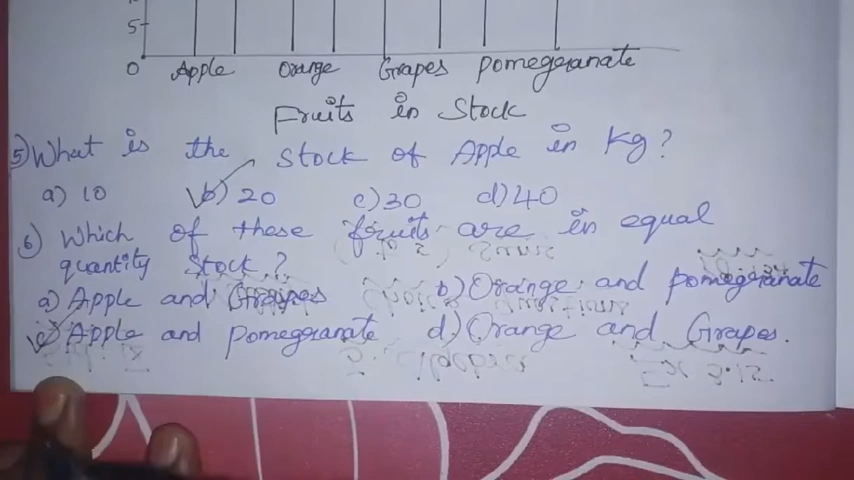 5
0 Apple Orange Grapes Pomegranate
Fruits in Stock
5) What is the stock of Apple in Kg?
a) 10 b) 20 c) 30 d) 40
6) Which of these fruits are in equal
quantity stock.?
a) Apple and Grapes b) Orange and pomegranate
c) Apple and pomegranate d) Orange and Grapes.